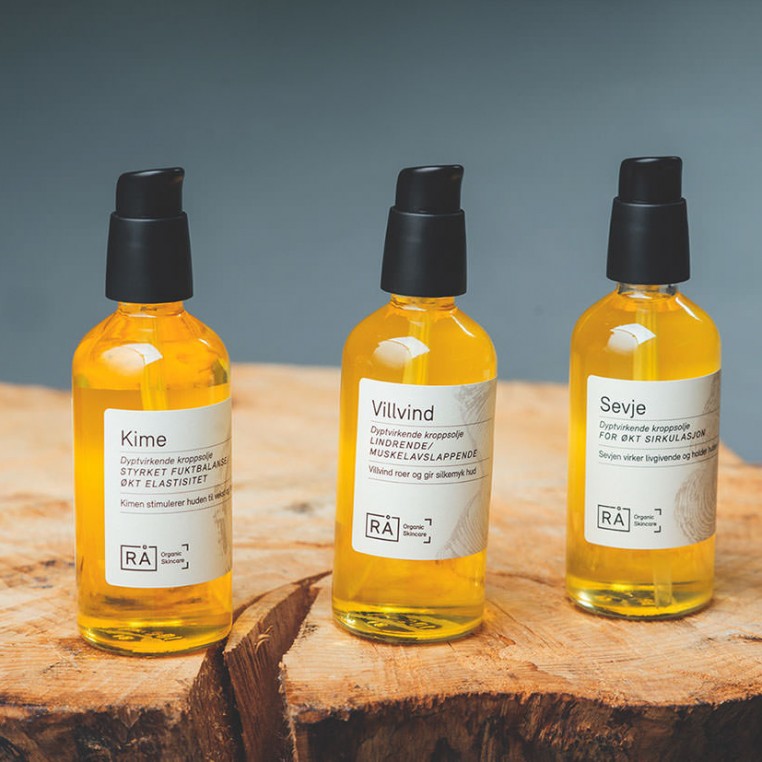 Kime
Dyptvirkende kroppsolje
STYRKET FUKTBALANSE/
ØKT ELASTISITET
Kimen stimulerer huden til
RÅ
Organic
Skincare
Villvind
Dyptvirkende kroppsolje
LINDRENDE/
MUSKELAVSLAPPENDE
Villvind roer og gir silkemyk hud
RÅ
Organic
Skincare
Sevje
Dyptvirkende kroppsolje
FOR ØKT SIRKULASJON
Sevjen virker livgivende og holder
RÅ
Organic
Skincare